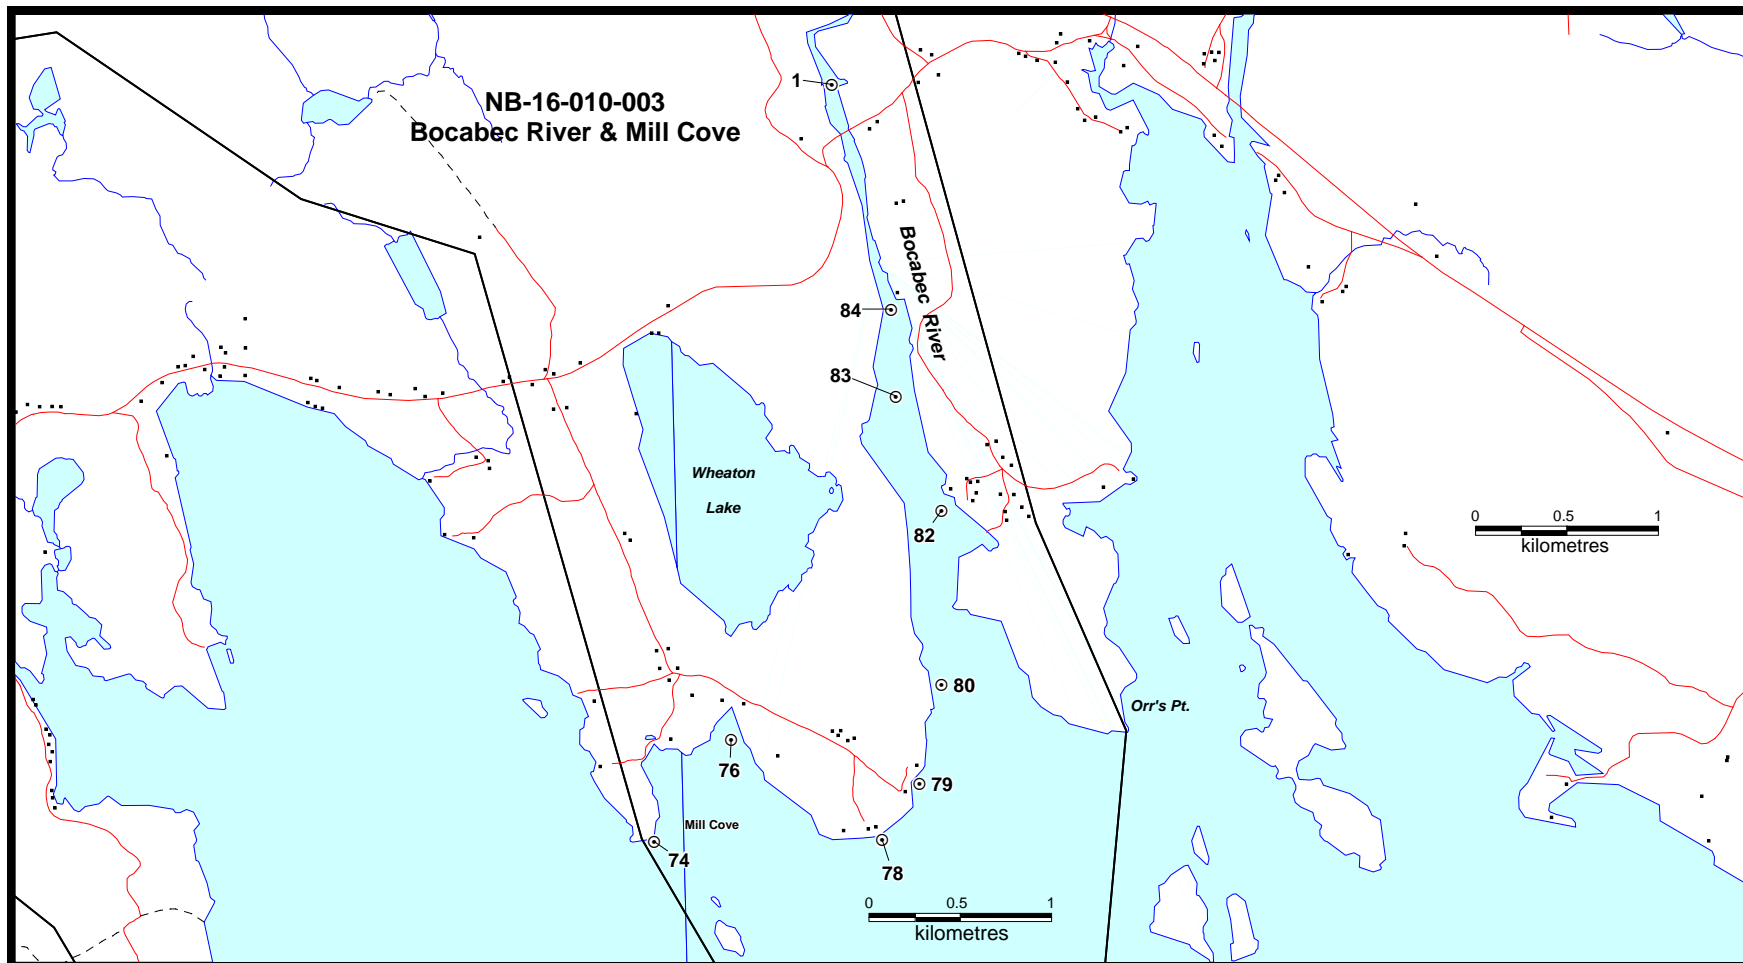 NB-16-010-003
Bocabec River & Mill Cove
1
Bocabec River
84
83
Wheaton
Lake
82
0 0.5 1
kilometres
80
Orr's Pt.
76
79
Mill Cove
74
78
0 0.5 1
kilometres